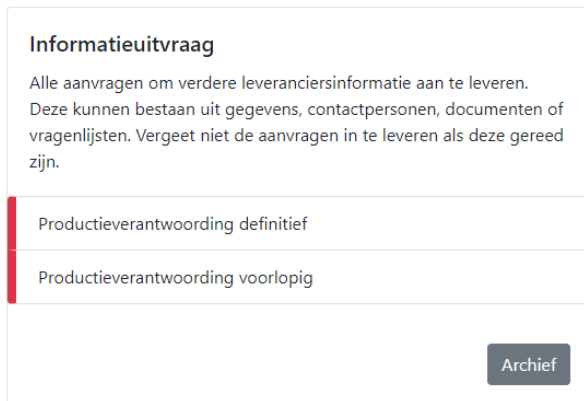 Informatieuitvraag
Alle aanvragen om verdere leveranciersinformatie aan te leveren.
Deze kunnen bestaan uit gegevens, contactpersonen, documenten of
vragenlijsten. Vergeet niet de aanvragen in te leveren als deze gereed
zijn.
Productieverantwoording definitief
Productieverantwoording voorlopig
Archief